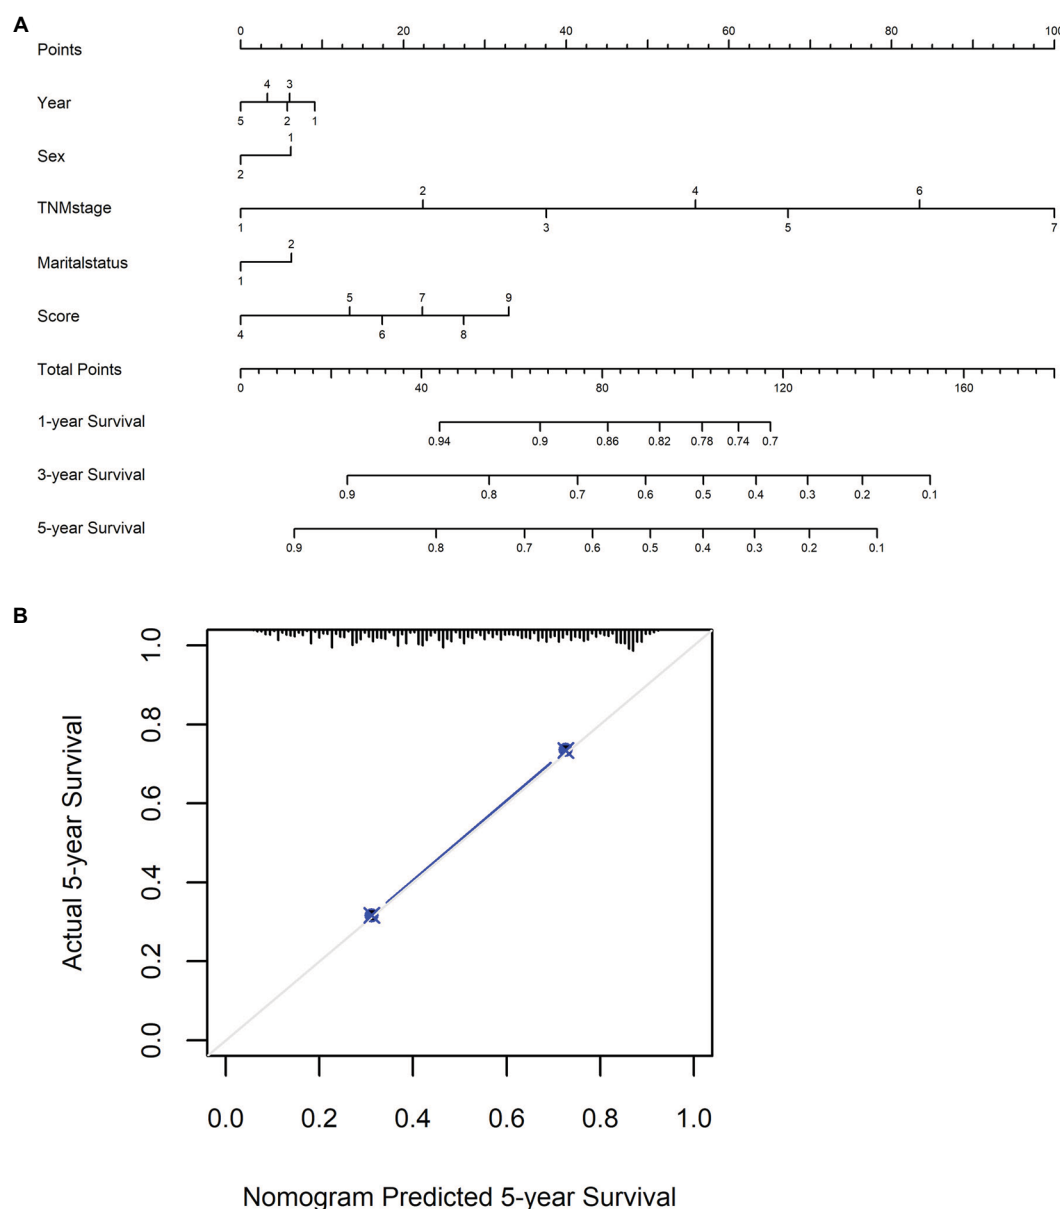 A
0 20 40 60 80 100
Points
4 3
Year
5 2 1
1
Sex
2
2 4 6
TNMstage
1 3 5 7
2
Maritalstatus
1
5 7 9
Score
4 6 8
Total Points
0 40 80 120 160
1-year Survival
0.94 0.9 0.86 0.82 0.78 0.74 0.7
3-year Survival
0.9 0.8 0.7 0.6 0.5 0.4 0.3 0.2 0.1
5-year Survival
0.9 0.8 0.7 0.6 0.5 0.4 0.3 0.2 0.1
B
Actual 5-year Survival
1.0
0.8
0.6
0.4
0.2
0.0
0.0 0.2 0.4 0.6 0.8 1.0
Nomogram Predicted 5-year Survival